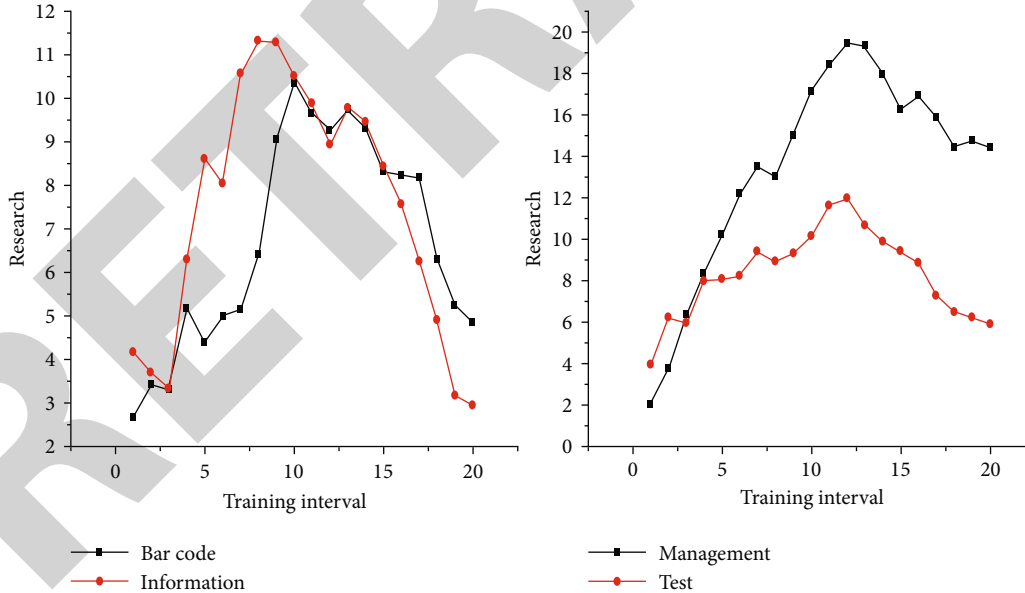 12
11
10
9
8
7
6
5
4
3
2
Research
0 5 10 15 20
Training interval
Bar code
Information
20
18
16
14
12
10
8
6
4
2
0
Research
0 5 10 15 20
Training interval
Management
Test
RETRA